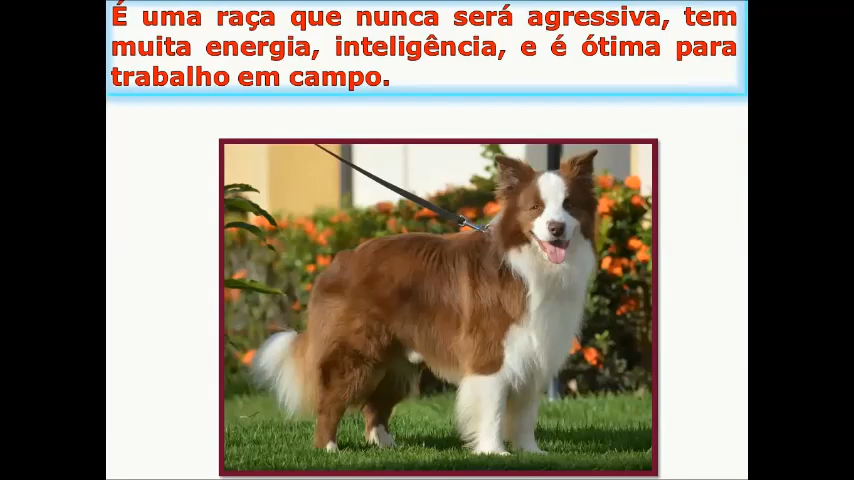 É uma raça que nunca será agressiva, tem
muita energia, inteligência, e é ótima para
trabalho em campo.